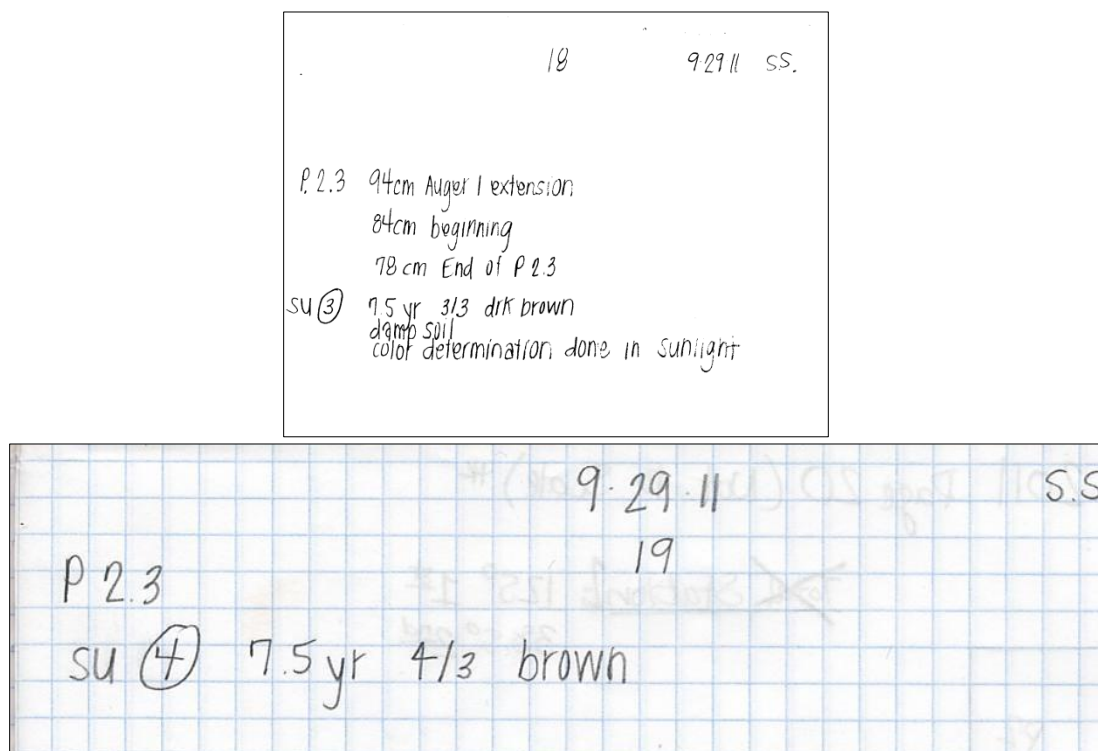 18 9.29 11 S.S.
P. 2.3 94cm Auger 1 extension
84cm beginning
78 cm End of P 2.3
SU ③ 7.5 yr 3/3 drk brown
damp soil
color determination done in sunlight
9.29.11 S.S
19
P 2.3
SU ④ 7.5 yr 4/3 brown